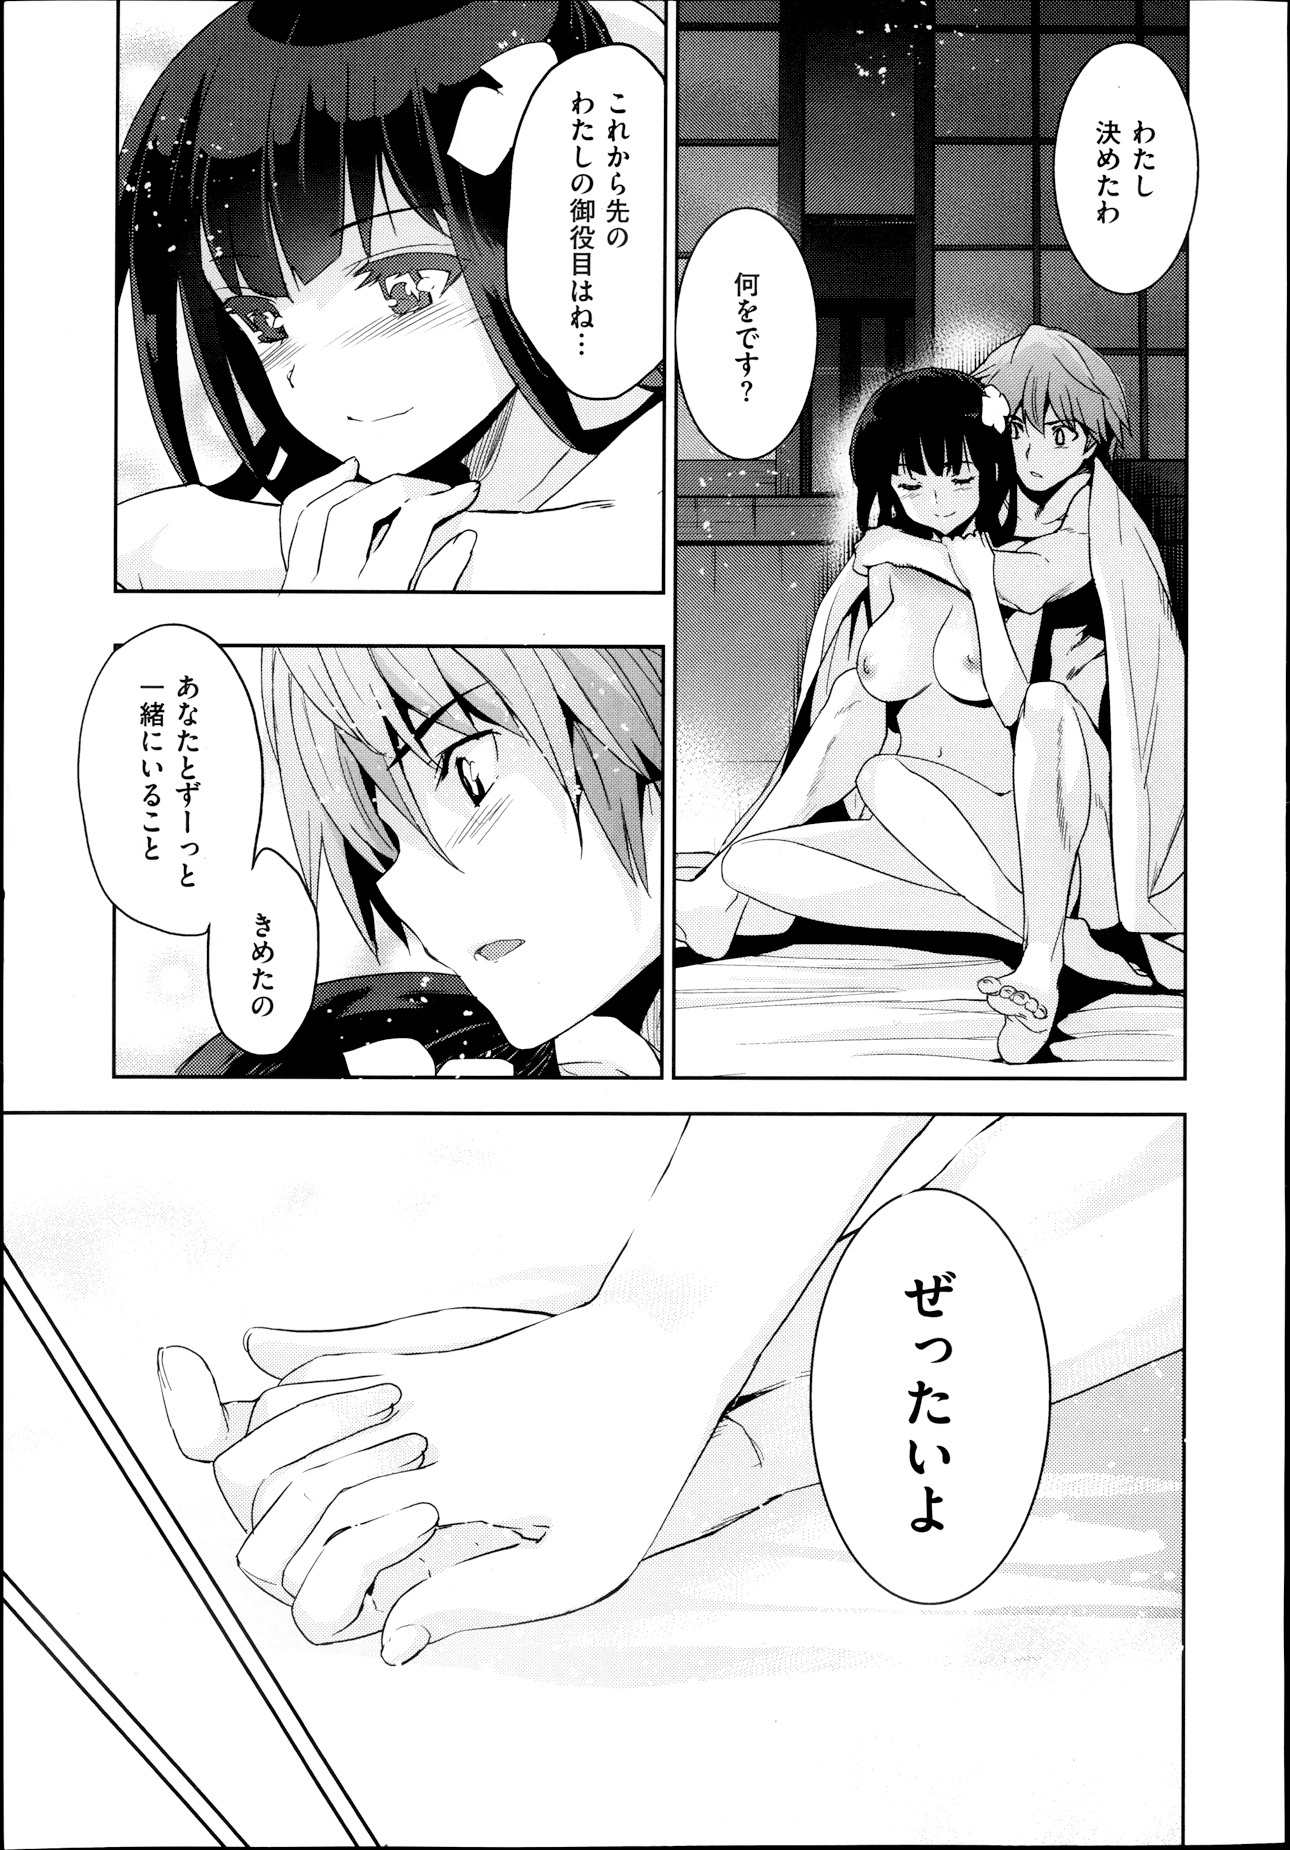 わたし
決めたわ
何をです？
これから先の
わたしの御役目はね…
あなたとずーっと
一緒にいること
きめたの
ぜったいよ